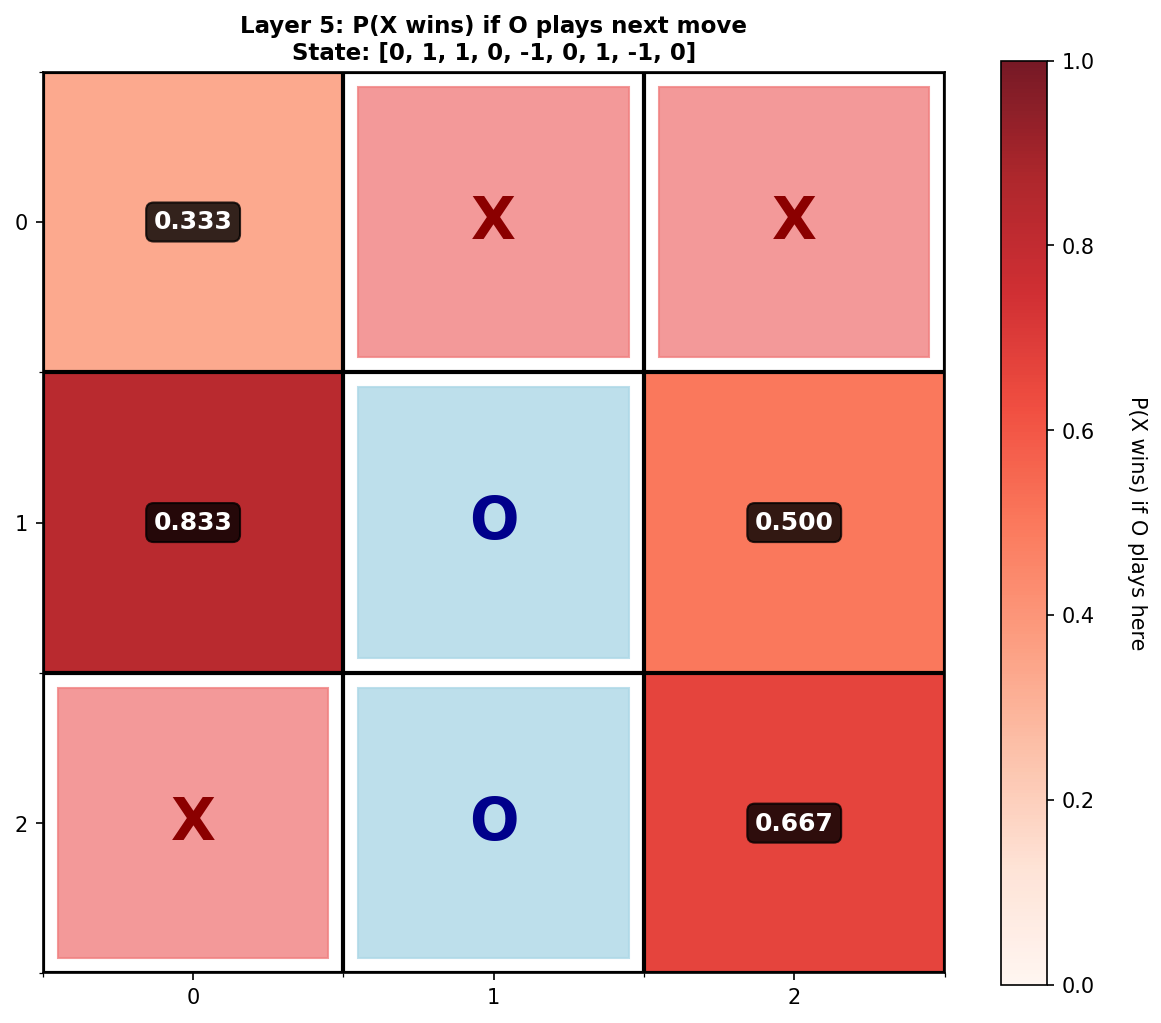 Layer 5: P(X wins) if O plays next move
State: [0, 1, 1, 0, -1, 0, 1, -1, 0]
0
0.333
X
X
1
0.833
O
0.500
2
X
O
0.667
0
1
2
1.0
0.8
0.6
0.4
0.2
0.0
P(X wins) if O plays here